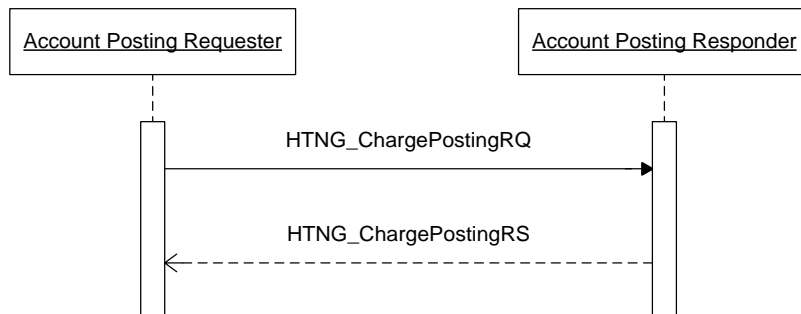 Account Posting Requester
Account Posting Responder
HTNG_ChargePostingRQ
HTNG_ChargePostingRS